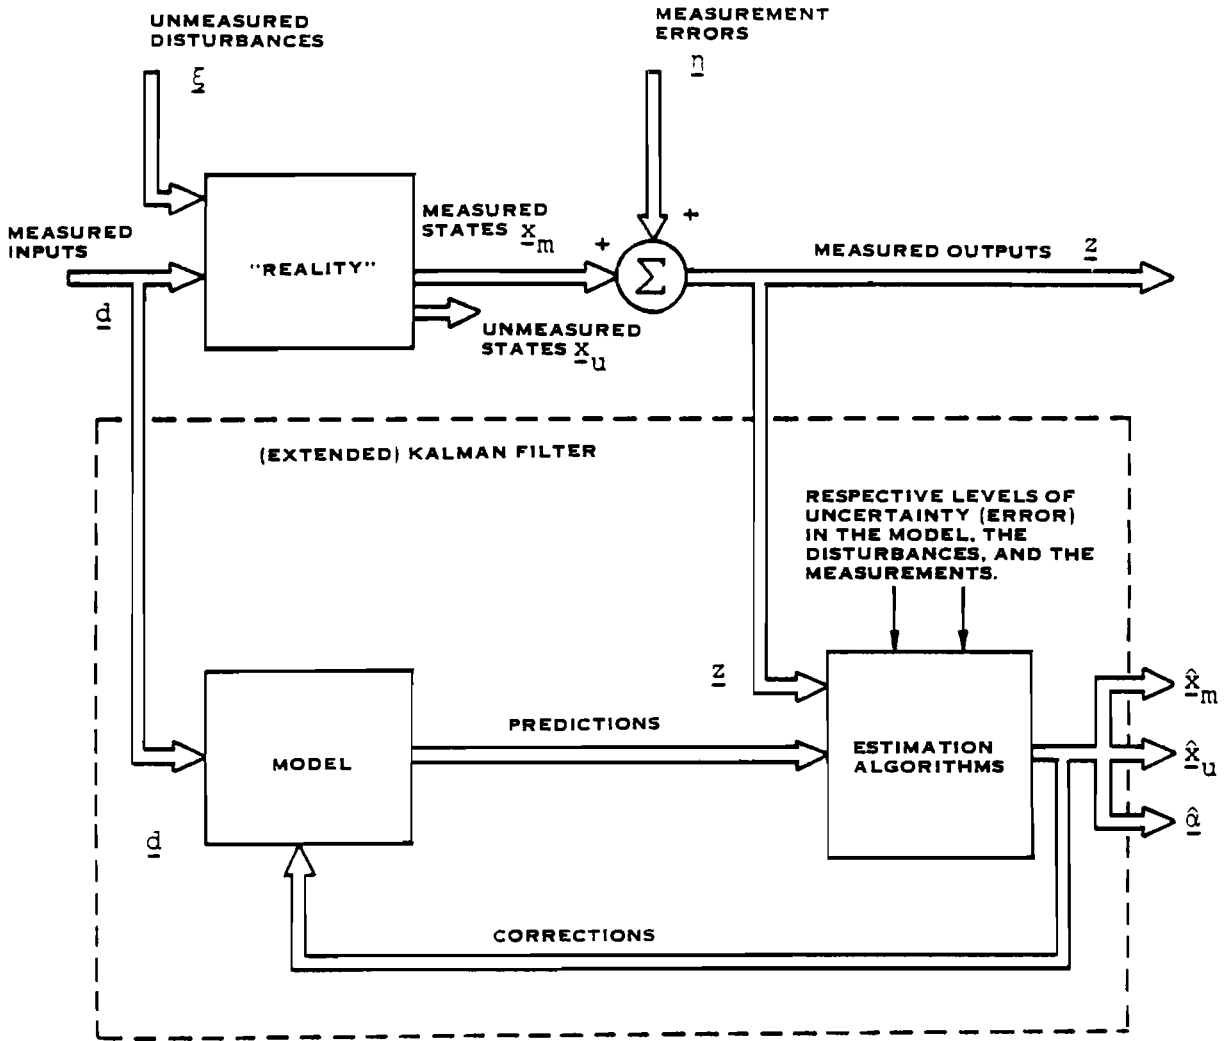 UNMEASURED
DISTURBANCES
ξ
MEASUREMENT
ERRORS
η
MEASURED
INPUTS
d
"REALITY"
MEASURED
STATES x_m
+
+
Σ
MEASURED OUTPUTS z
UNMEASURED
STATES x_u
(EXTENDED) KALMAN FILTER
RESPECTIVE LEVELS OF
UNCERTAINTY (ERROR)
IN THE MODEL, THE
DISTURBANCES, AND THE
MEASUREMENTS.
z
PREDICTIONS
MODEL
d
ESTIMATION
ALGORITHMS
x̂_m
x̂_u
α̂
CORRECTIONS